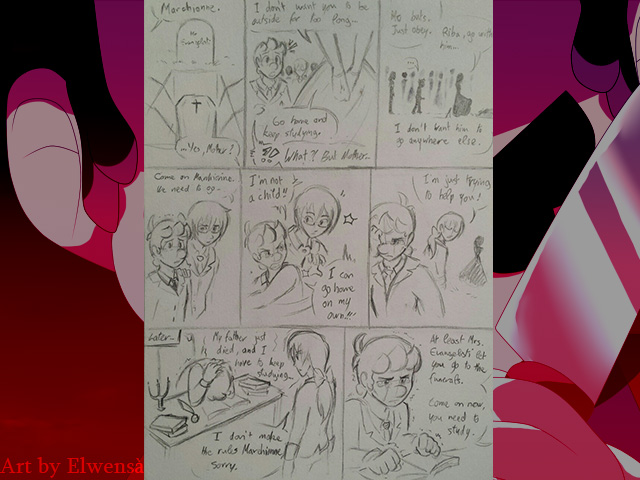 Marchionne.
Mr
Evangelisti
...Yes, Mother?
I don't want him to be
outside for too long...
Go home and
keep studying.
What?! But Mother...
No buts.
Just obey. Riba, go with
him...
I don't want him to
go anywhere else.
Come on Marchionne.
We need to go...
I'm not
a child!!
I can
go home
on my
own!!!
I'm just trying
to help you!
Later...
My father just
died, and I
have to keep
studying...
I don't make
the rules Marchionne,
sorry.
At least Mrs.
Evangelisti let
you go to the
funerals.
Come on now,
you need to
study.
Art by Elwensà